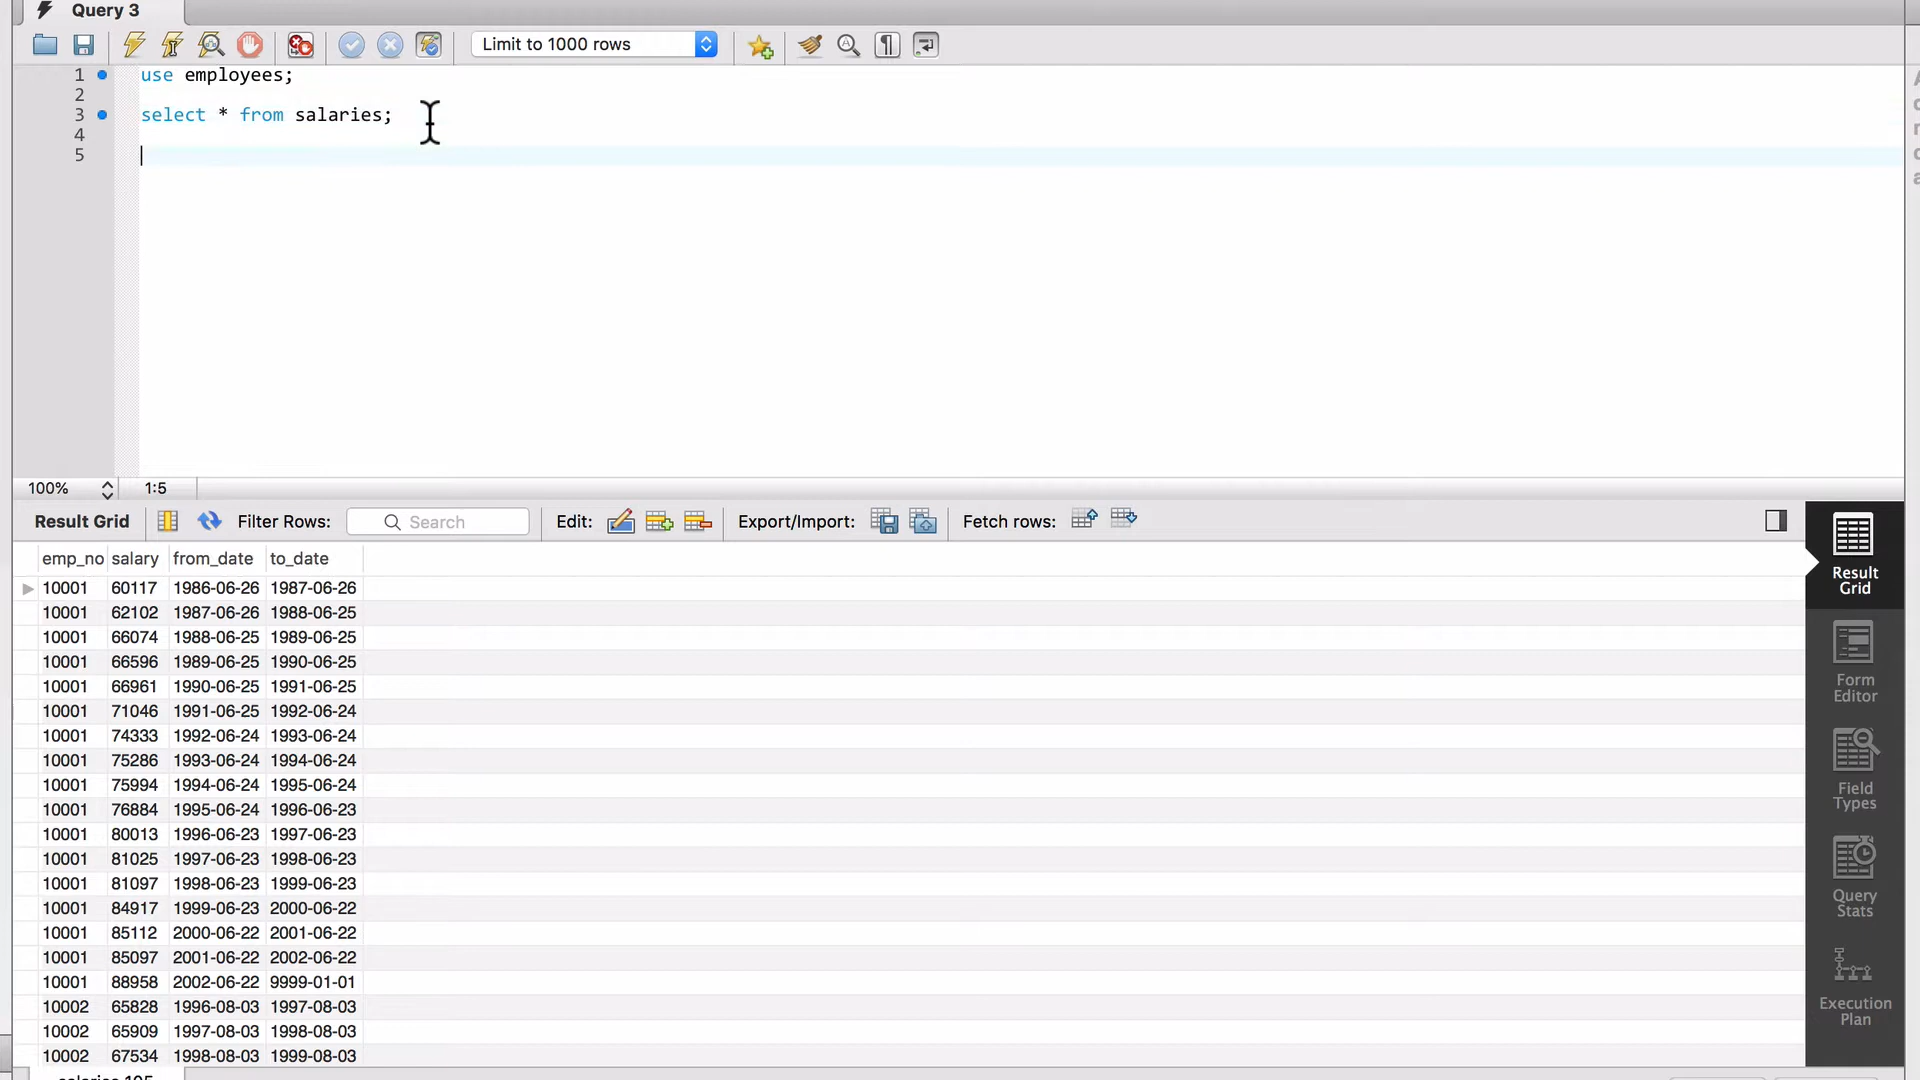 Query 3
Limit to 1000 rows
1 use employees;
2
3 select * from salaries;
4
5
100% 1:5
Result Grid Filter Rows: Search Edit: Export/Import: Fetch rows:
emp_no salary from_date to_date
10001 60117 1986-06-26 1987-06-26
10001 62102 1987-06-26 1988-06-25
10001 66074 1988-06-25 1989-06-25
10001 66596 1989-06-25 1990-06-25
10001 66961 1990-06-25 1991-06-25
10001 71046 1991-06-25 1992-06-24
10001 74333 1992-06-24 1993-06-24
10001 75286 1993-06-24 1994-06-24
10001 75994 1994-06-24 1995-06-24
10001 76884 1995-06-24 1996-06-23
10001 80013 1996-06-23 1997-06-23
10001 81025 1997-06-23 1998-06-23
10001 81097 1998-06-23 1999-06-23
10001 84917 1999-06-23 2000-06-22
10001 85112 2000-06-22 2001-06-22
10001 85097 2001-06-22 2002-06-22
10001 88958 2002-06-22 9999-01-01
10002 65828 1996-08-03 1997-08-03
10002 65909 1997-08-03 1998-08-03
10002 67534 1998-08-03 1999-08-03
Result
Grid
Form
Editor
Field
Types
Query
Stats
Execution
Plan